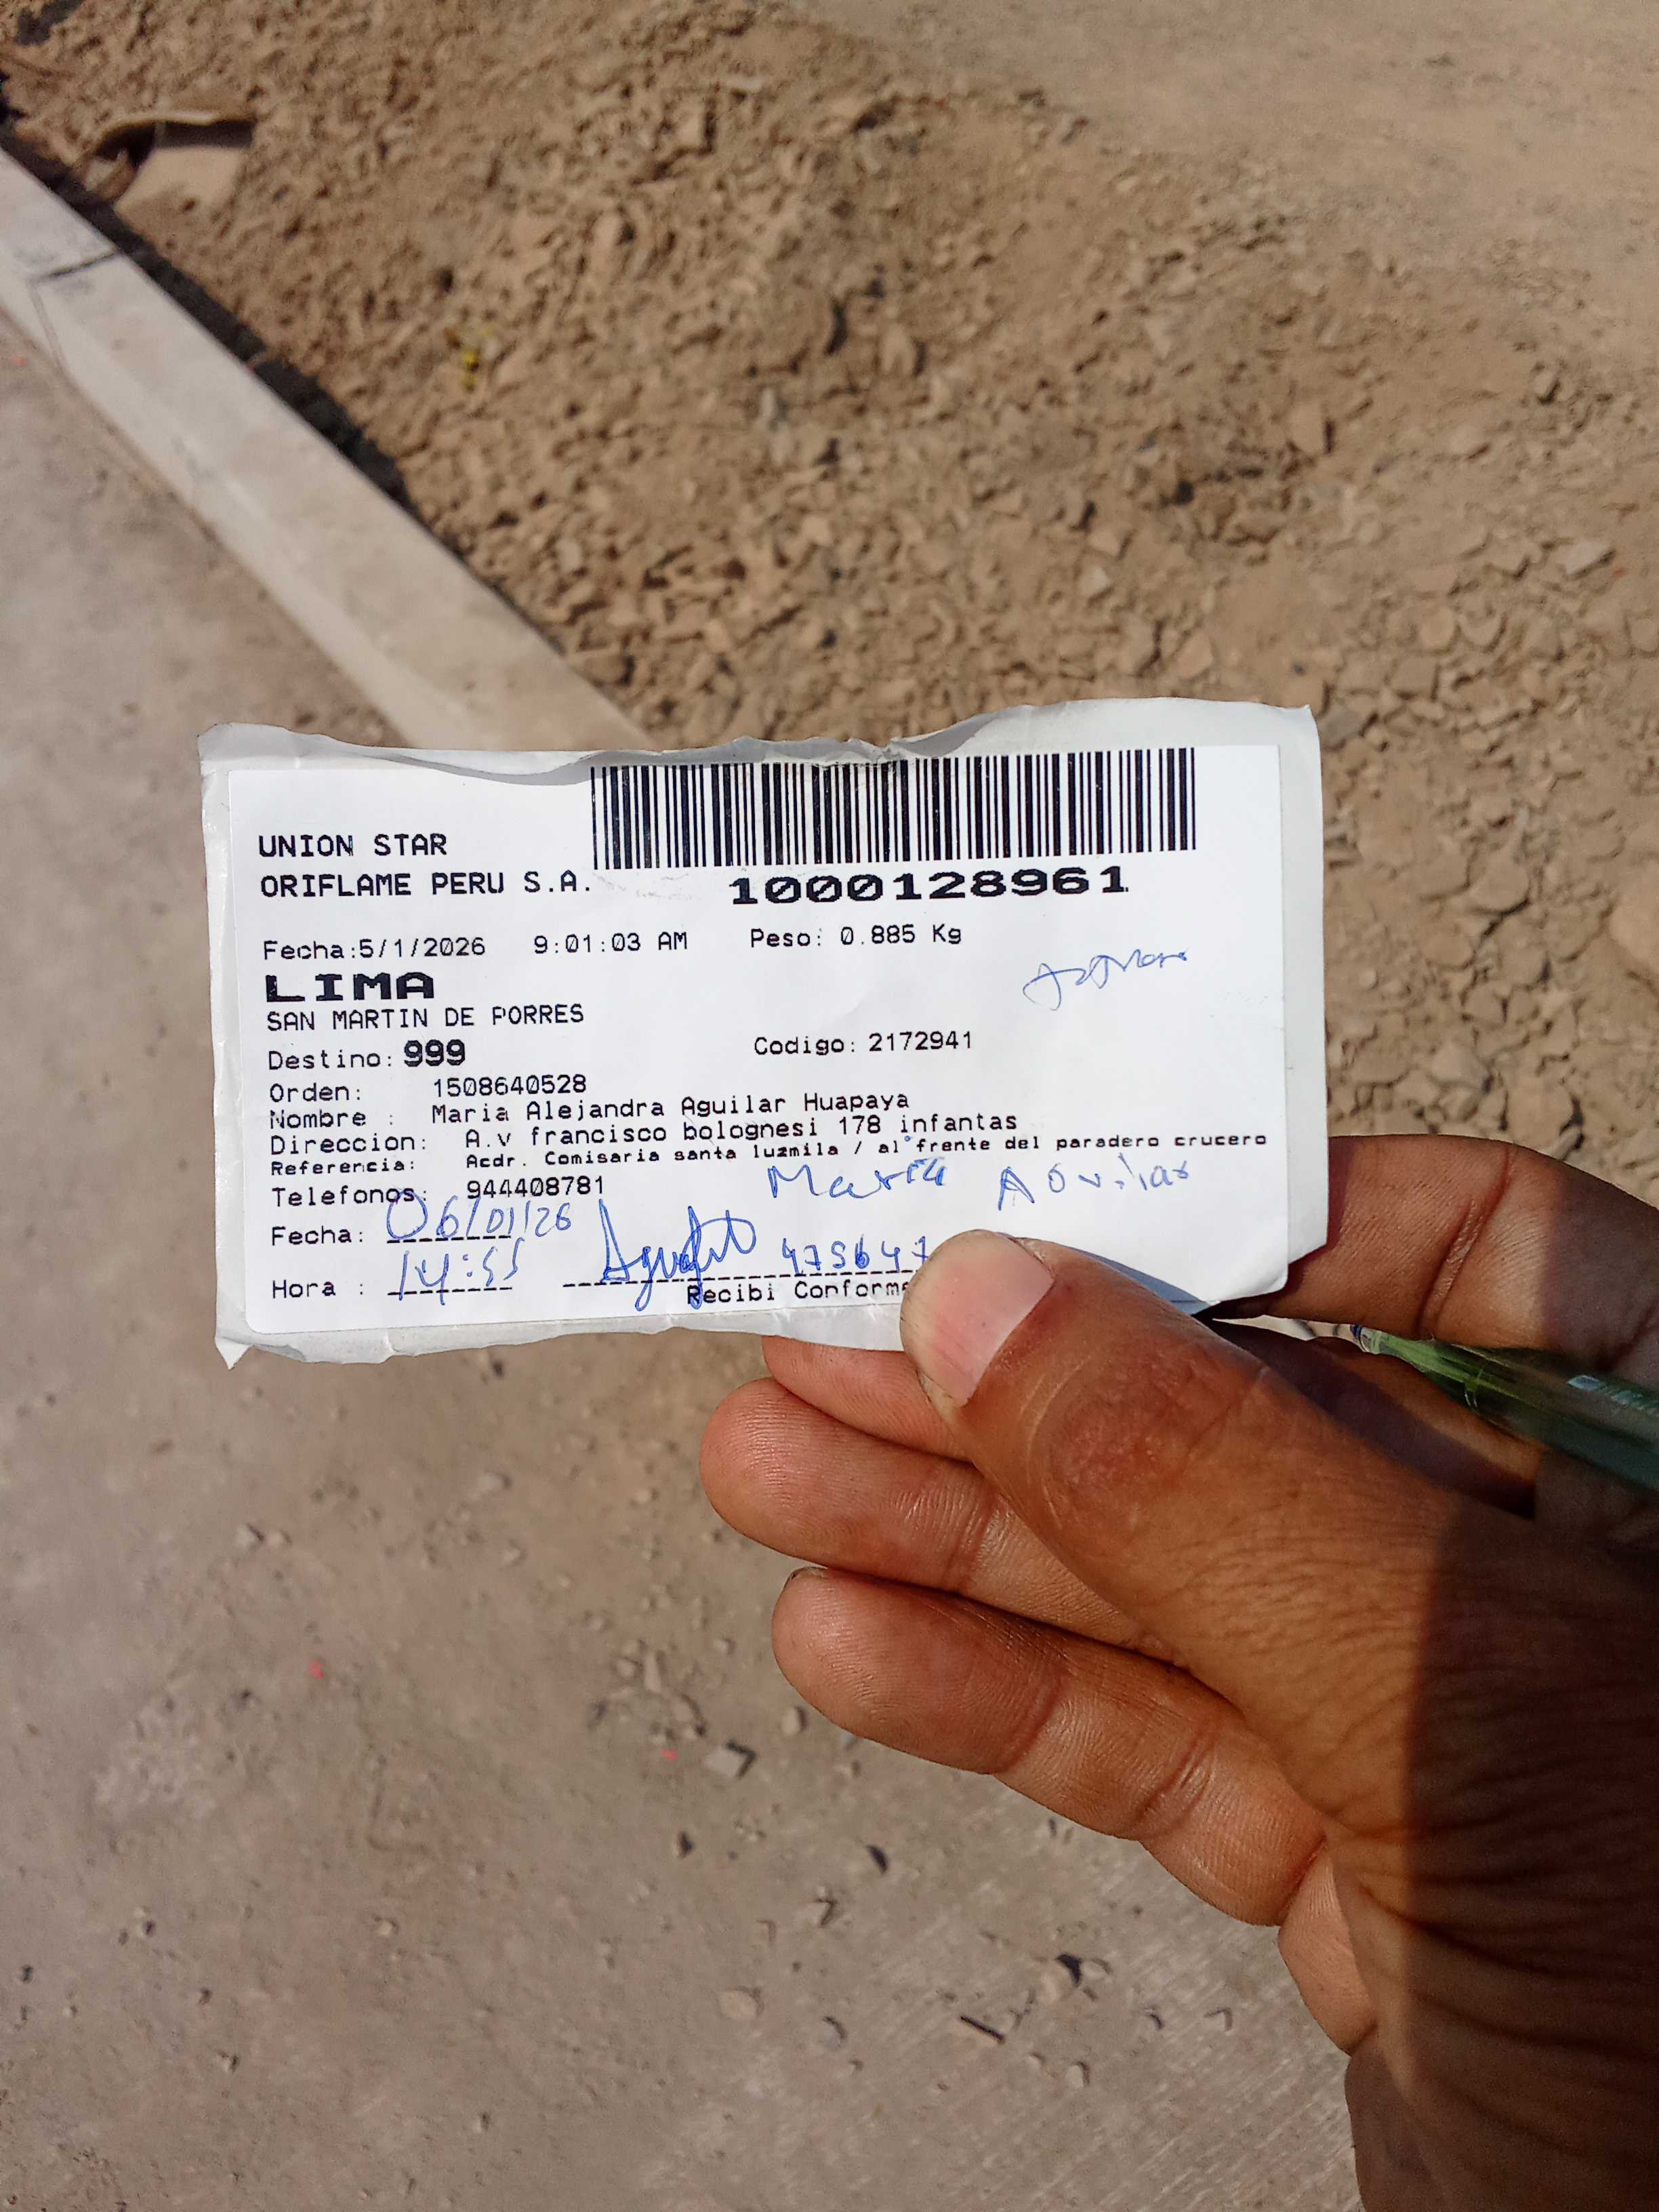 UNION STAR
ORIFLAME PERU S.A.
1000128961
Fecha:5/1/2026 9:01:03 AM Peso: 0.885 Kg
LIMA
SAN MARTIN DE PORRES
Destino: 999 Codigo: 2172941
Orden: 1508640528
Nombre : Maria Alejandra Aguilar Huapaya
Direccion: A.v francisco bolognesi 178 infantas
Referencia: Acdr. Comisaria santa luzmila / al frente del paradero crucero
Telefonos: 944408781 Maria
Fecha: 06/01/26
Hora : 14:55
Recibi Conforme